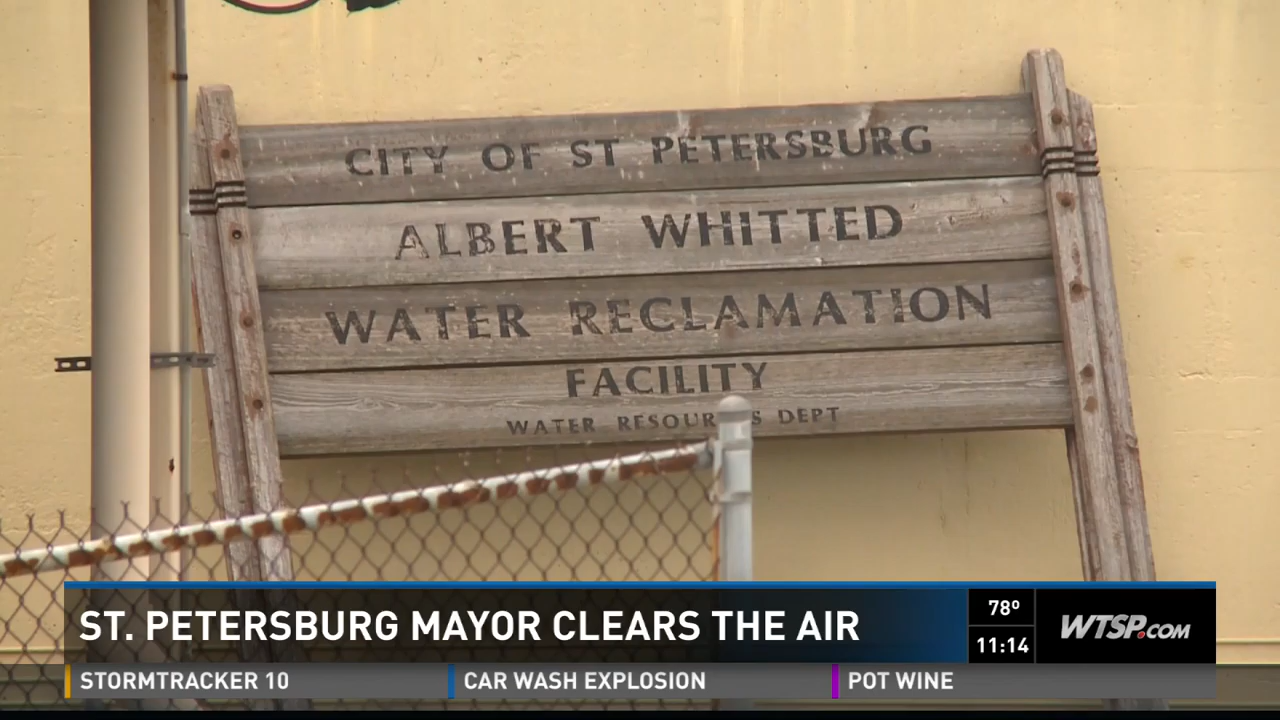 CITY OF ST PETERSBURG
ALBERT WHITTED
WATER RECLAMATION
FACILITY
WATER DEPT
ST. PETERSBURG MAYOR CLEARS THE AIR
78°
11:14
WTSP.COM
STORMTRACKER 10
CAR WASH EXPLOSION
POT WINE